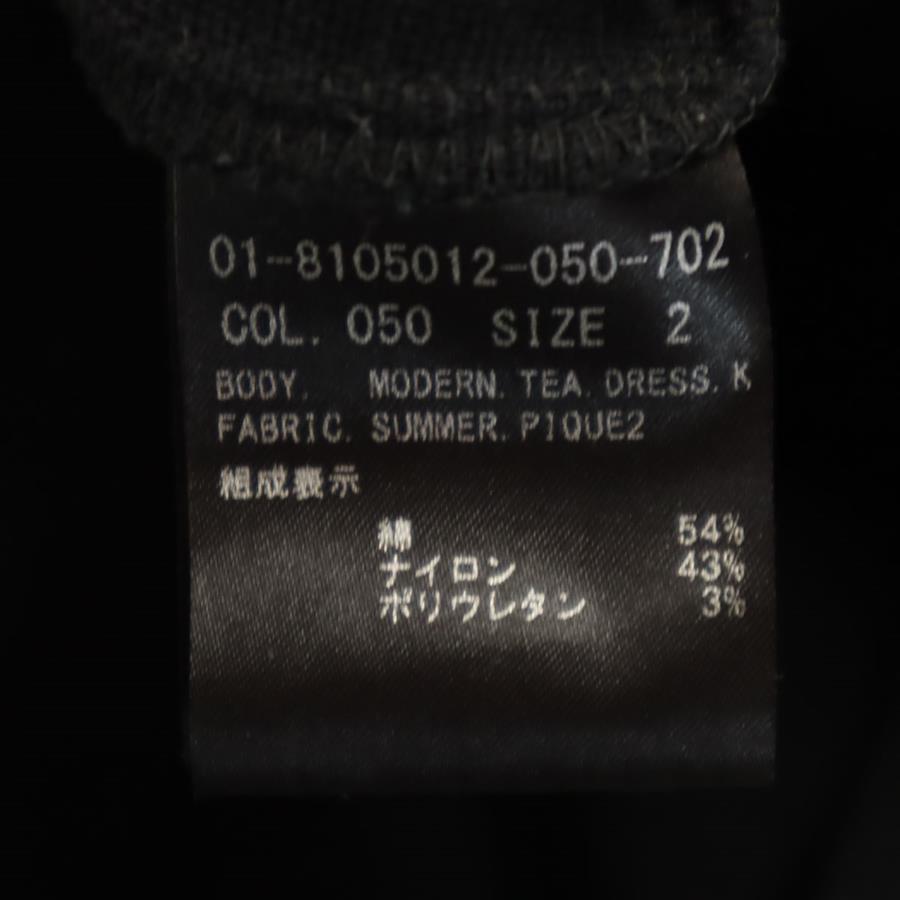 01-8105012-050-702
COL. 050 SIZE 2
BODY. MODERN. TEA. DRESS. K
FABRIC. SUMMER. PIQUE2
組成表示
綿 54%
ナイロン 43%
ポリウレタン 3%